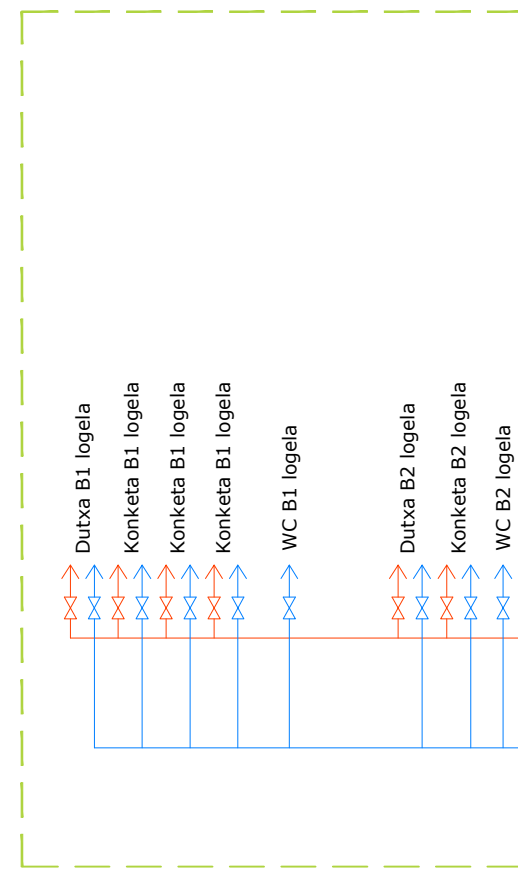 Dutxa B1 logela
Konketa B1 logela
Konketa B1 logela
Konketa B1 logela
WC B1 logela
Dutxa B2 logela
Konketa B2 logela
WC B2 logela